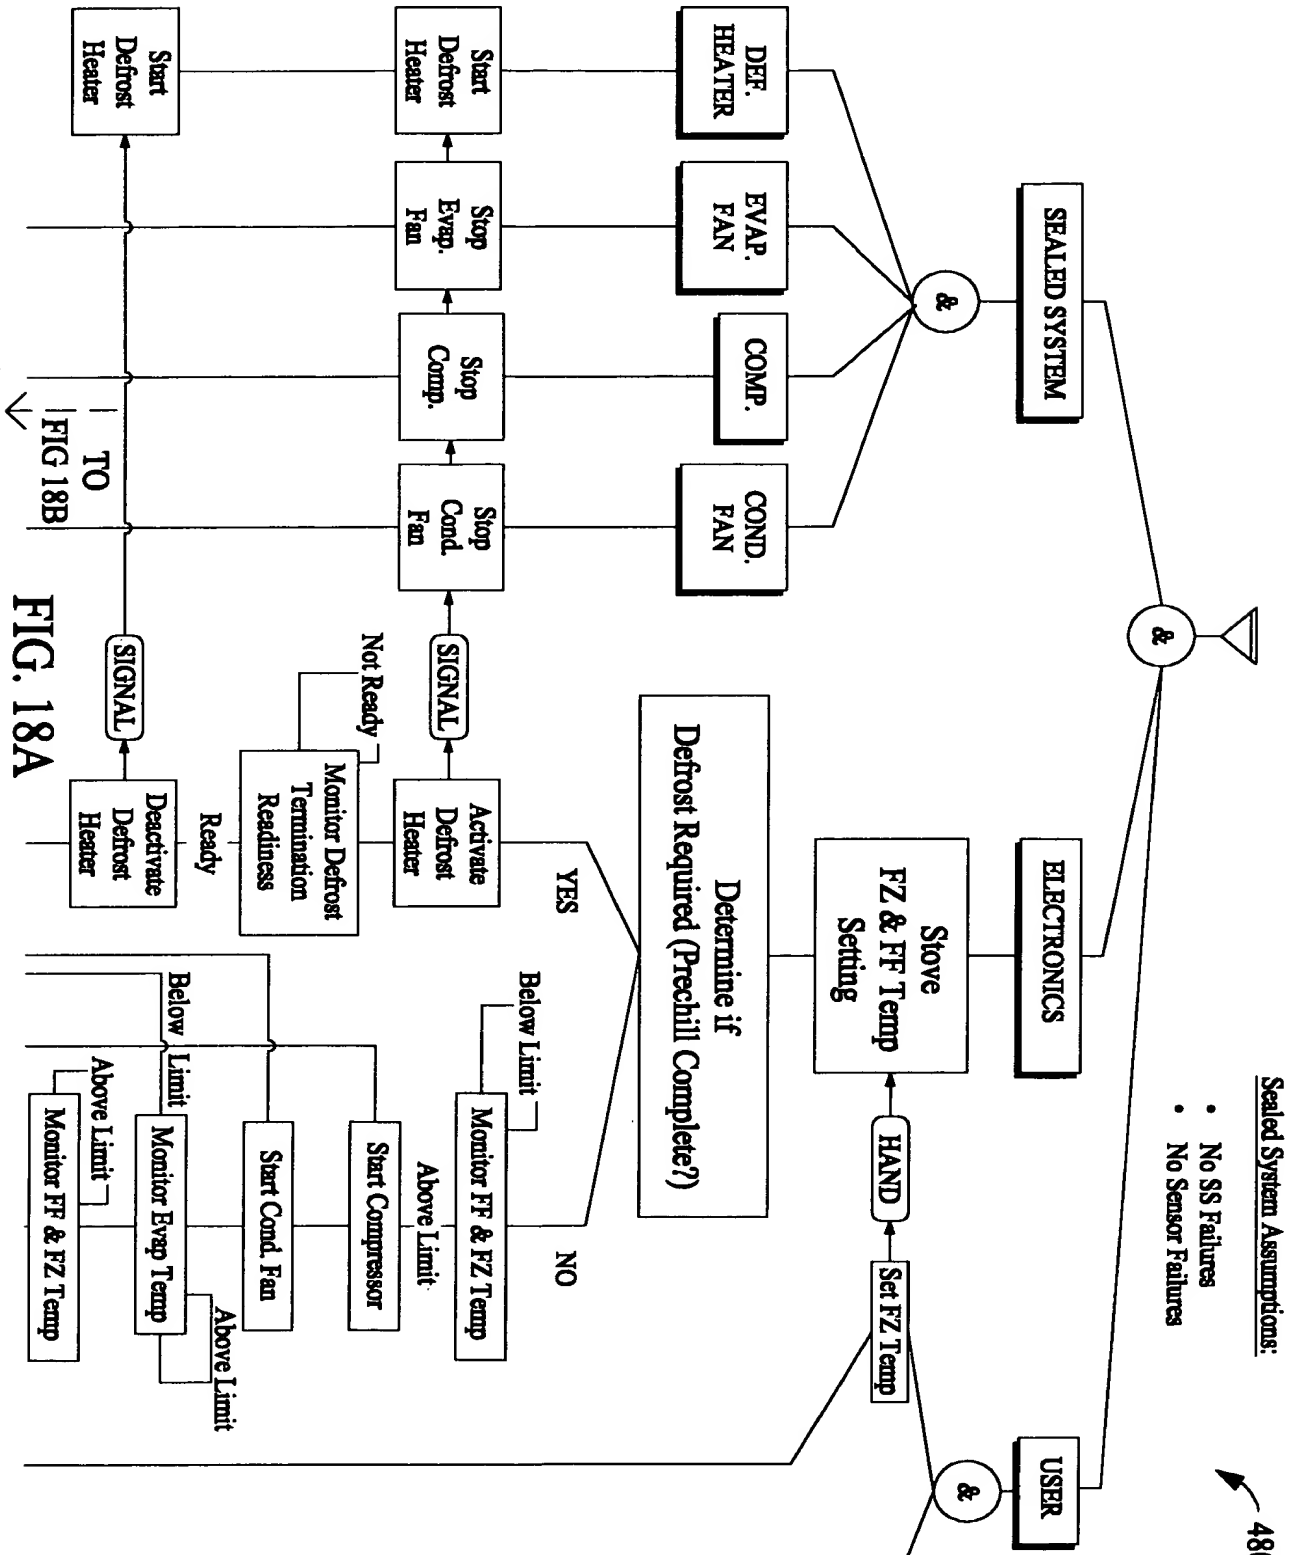 Sealed System Assumptions:
• No SS Failures
• No Sensor Failures
&
SEALED SYSTEM
ELECTRONICS
USER
&
&
DEF.
HEATER
EVAP.
FAN
COMP.
COND.
FAN
Stove
FZ & FF Temp
Setting
HAND
Set FZ Temp
Determine if
Defrost Required (Prechill Complete?)
YES
NO
Start
Defrost
Heater
Stop
Evap.
Fan
Stop
Comp.
Stop
Cond.
Fan
SIGNAL
Activate
Defrost
Heater
Below Limit
Monitor FF & FZ Temp
Above Limit
Not Ready
Monitor Defrost
Termination
Readiness
Ready
Start Compressor
Start Cond. Fan
Above Limit
Below Limit
Monitor Evap Temp
Above Limit
Monitor FF & FZ Temp
Start
Defrost
Heater
SIGNAL
Deactivate
Defrost
Heater
TO
FIG 18B
FIG. 18A